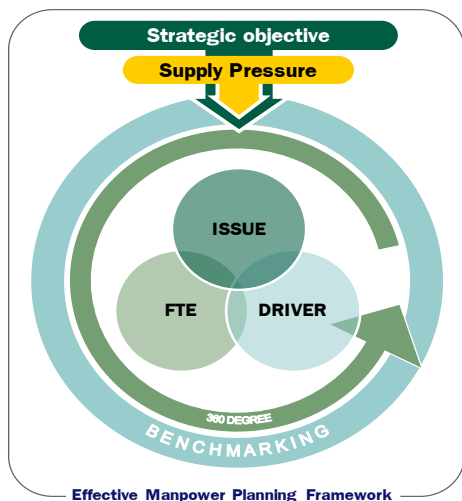 Strategic objective
Supply Pressure
ISSUE
FTE
DRIVER
360 DEGREE
BENCHMARKING
Effective Manpower Planning Framework